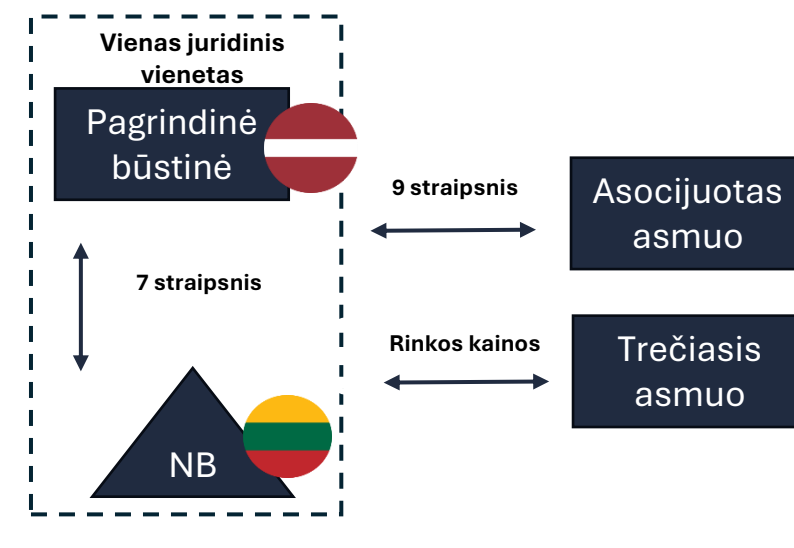 Vienas juridinis
vienetas
Pagrindinė
būstinė
9 straipsnis
Asocijuotas
asmuo
7 straipsnis
Rinkos kainos
Trečiasis
asmuo
NB